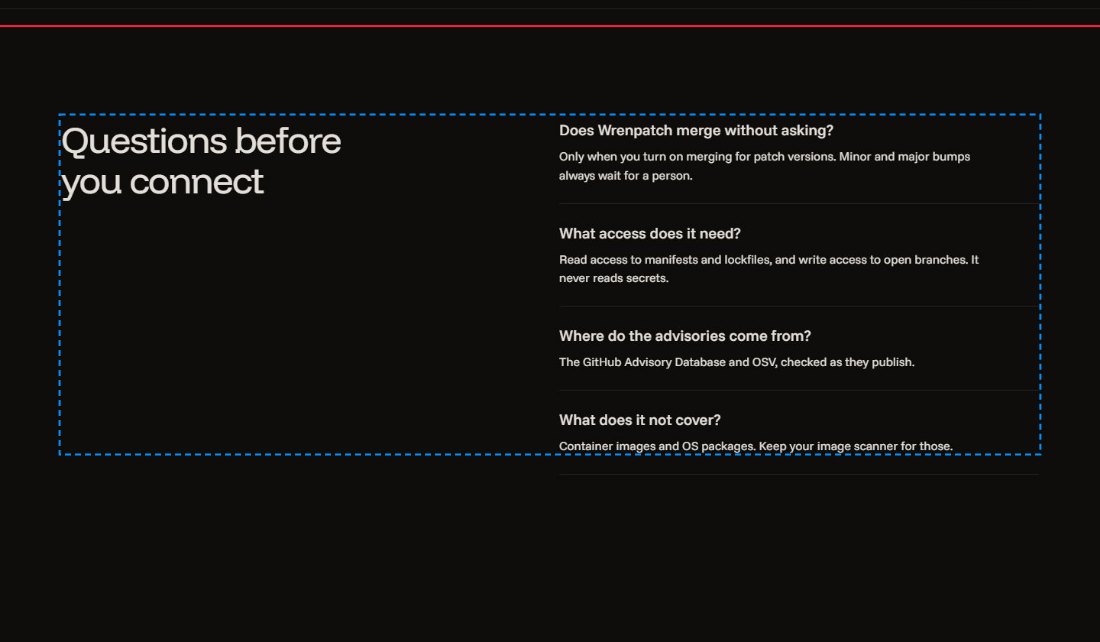 Questions before
you connect
Does Wrenpatch merge without asking?
Only when you turn on merging for patch versions. Minor and major bumps
always wait for a person.
What access does it need?
Read access to manifests and lockfiles, and write access to open branches. It
never reads secrets.
Where do the advisories come from?
The GitHub Advisory Database and OSV, checked as they publish.
What does it not cover?
Container images and OS packages. Keep your image scanner for those.